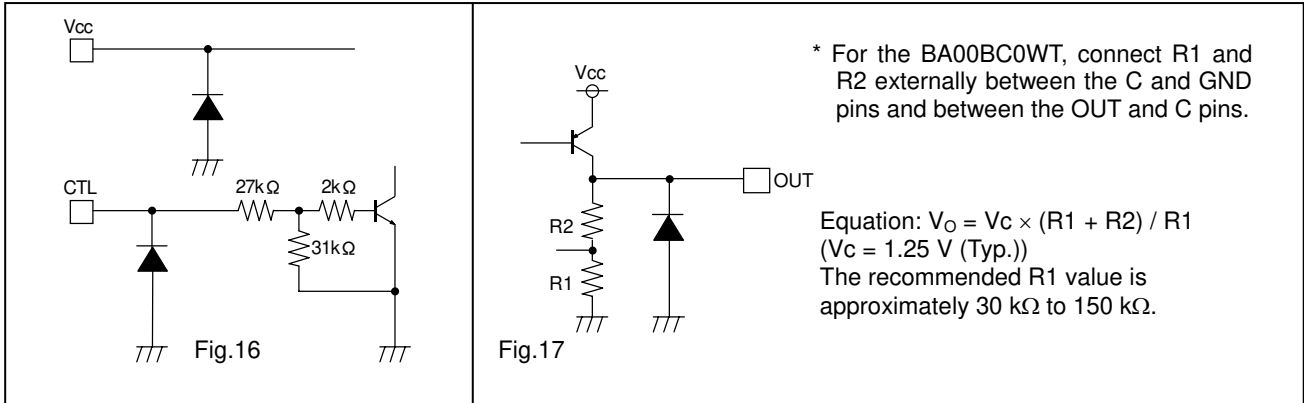 Vcc
CTL
27kΩ
2kΩ
31kΩ
Fig.16
Vcc
OUT
R2
R1
Fig.17
* For the BA00BC0WT, connect R1 and
R2 externally between the C and GND
pins and between the OUT and C pins.
Equation: VO = Vc × (R1 + R2) / R1
(Vc = 1.25 V (Typ.))
The recommended R1 value is
approximately 30 kΩ to 150 kΩ.